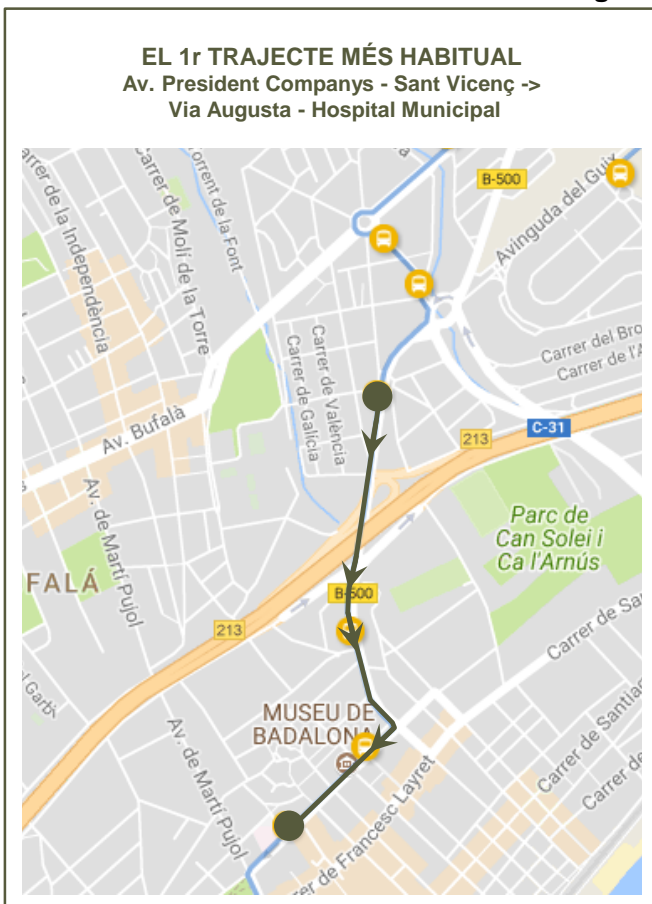 EL 1r TRAJECTE MÉS HABITUAL
Av. President Companys - Sant Vicenç ->
Via Augusta - Hospital Municipal
B-500
Carrer de la Independència
Carrer de Molí de la Torre
Torrent de la Font
Avinguda del Guix
Carrer del Bro
Carrer de l'A
Carrer de Galícia
Carrer de València
C-31
213
Av. Bufalà
Parc de
Can Solei i
Ca l'Arnús
Av. de Martí Pujol
FALÁ
B-500
213
Carrer de Sa
Garb
MUSEU DE
BADALONA
Carrer de Santia
Carrer de
Av. de Martí Pujol
er de Francesc Layret